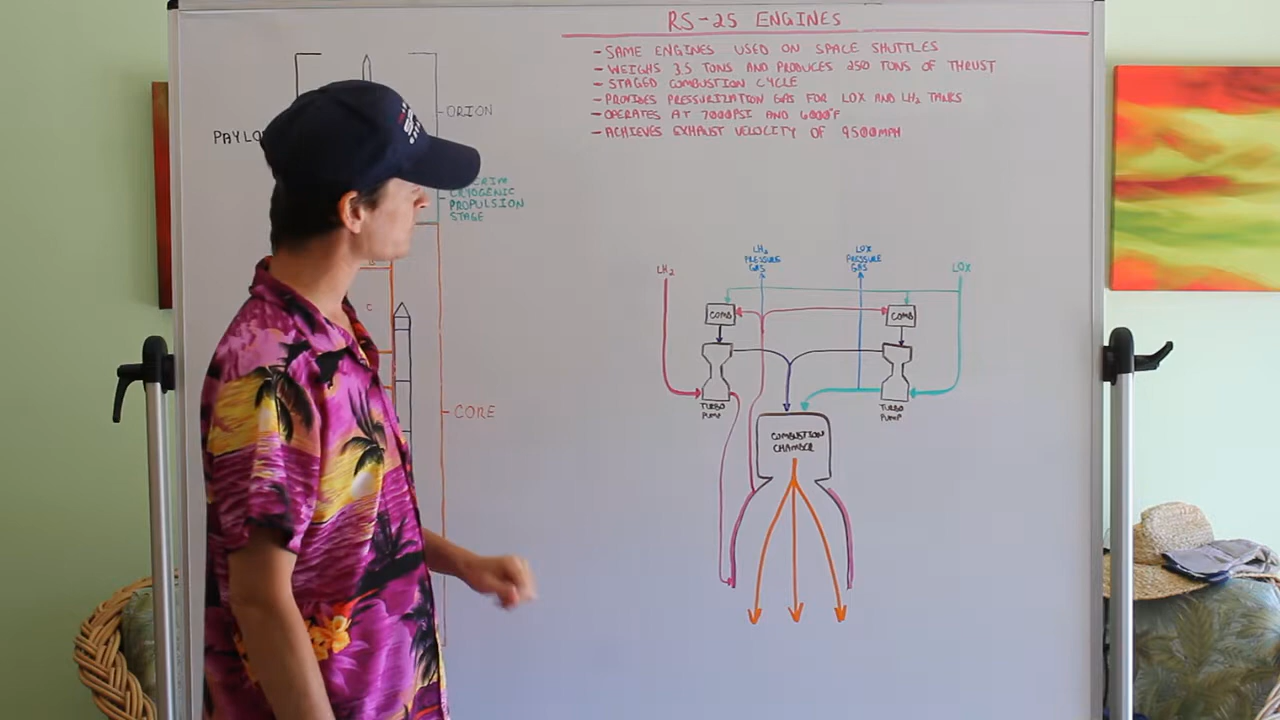 RS-25 ENGINES
- SAME ENGINES USED ON SPACE SHUTTLES
- WEIGHS 3.5 TONS AND PRODUCES 250 TONS OF THRUST
- STAGED COMBUSTION CYCLE
- PROVIDES PRESSURIZATION GAS FOR LOX AND LH2 TANKS
- OPERATES AT 7000PSI AND 6000°F
- ACHIEVES EXHAUST VELOCITY OF 9500MPH
ORION
CRYOGENIC
PROPULSION
STAGE
C
CORE
LH2
LH2
PRESSURE
GAS
LOX
PRESSURE
GAS
LOX
COMB
COMB
TURBO
PUMP
TURBO
PUMP
COMBUSTION
CHAMBER